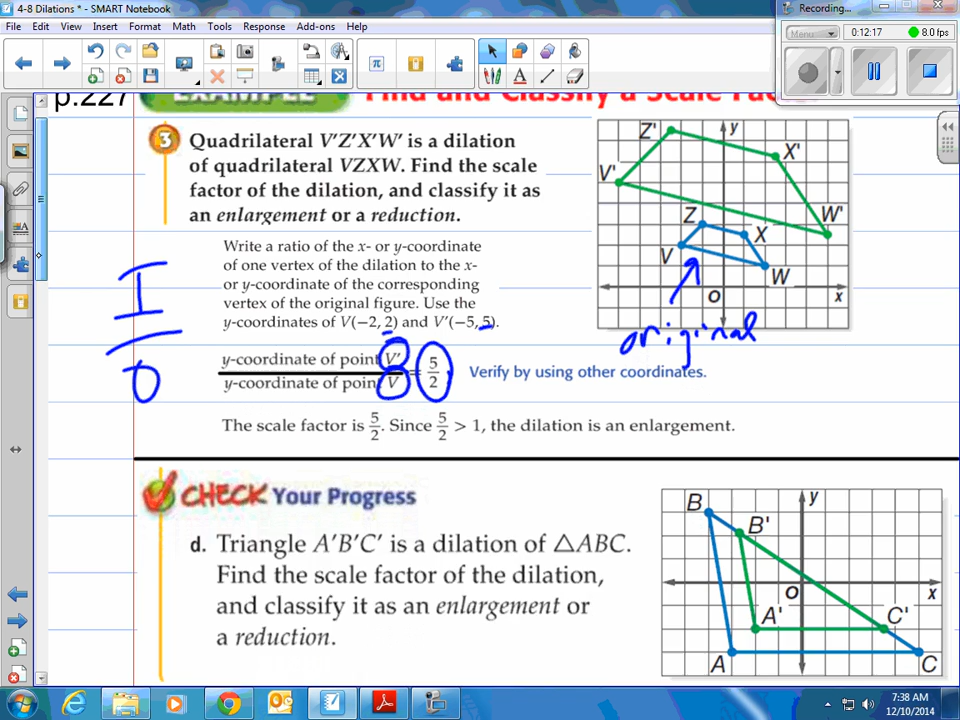 4-8 Dilations * - SMART Notebook
Recording...
File Edit View Insert Format Math Tools Response Add-ons Help
Menu 0:12:17 8.0 fps
p.227 EXAMPLE Find and Classify a Scale Factor
3 Quadrilateral V'Z'X'W' is a dilation
of quadrilateral VZXW. Find the scale
factor of the dilation, and classify it as
an enlargement or a reduction.
Write a ratio of the x- or y-coordinate
of one vertex of the dilation to the x-
or y-coordinate of the corresponding
vertex of the original figure. Use the
y-coordinates of V(−2, 2) and V'(−5, 5).
I
O
y-coordinate of point V'
y-coordinate of point V
= 5/2 Verify by using other coordinates.
The scale factor is 5/2. Since 5/2 > 1, the dilation is an enlargement.
Z' y X'
V'
Z W'
X
V
W
O x
original
CHECK Your Progress
d. Triangle A'B'C' is a dilation of △ABC.
Find the scale factor of the dilation,
and classify it as an enlargement or
a reduction.
B y
B'
O x
A' C'
A C
7:38 AM
12/10/2014